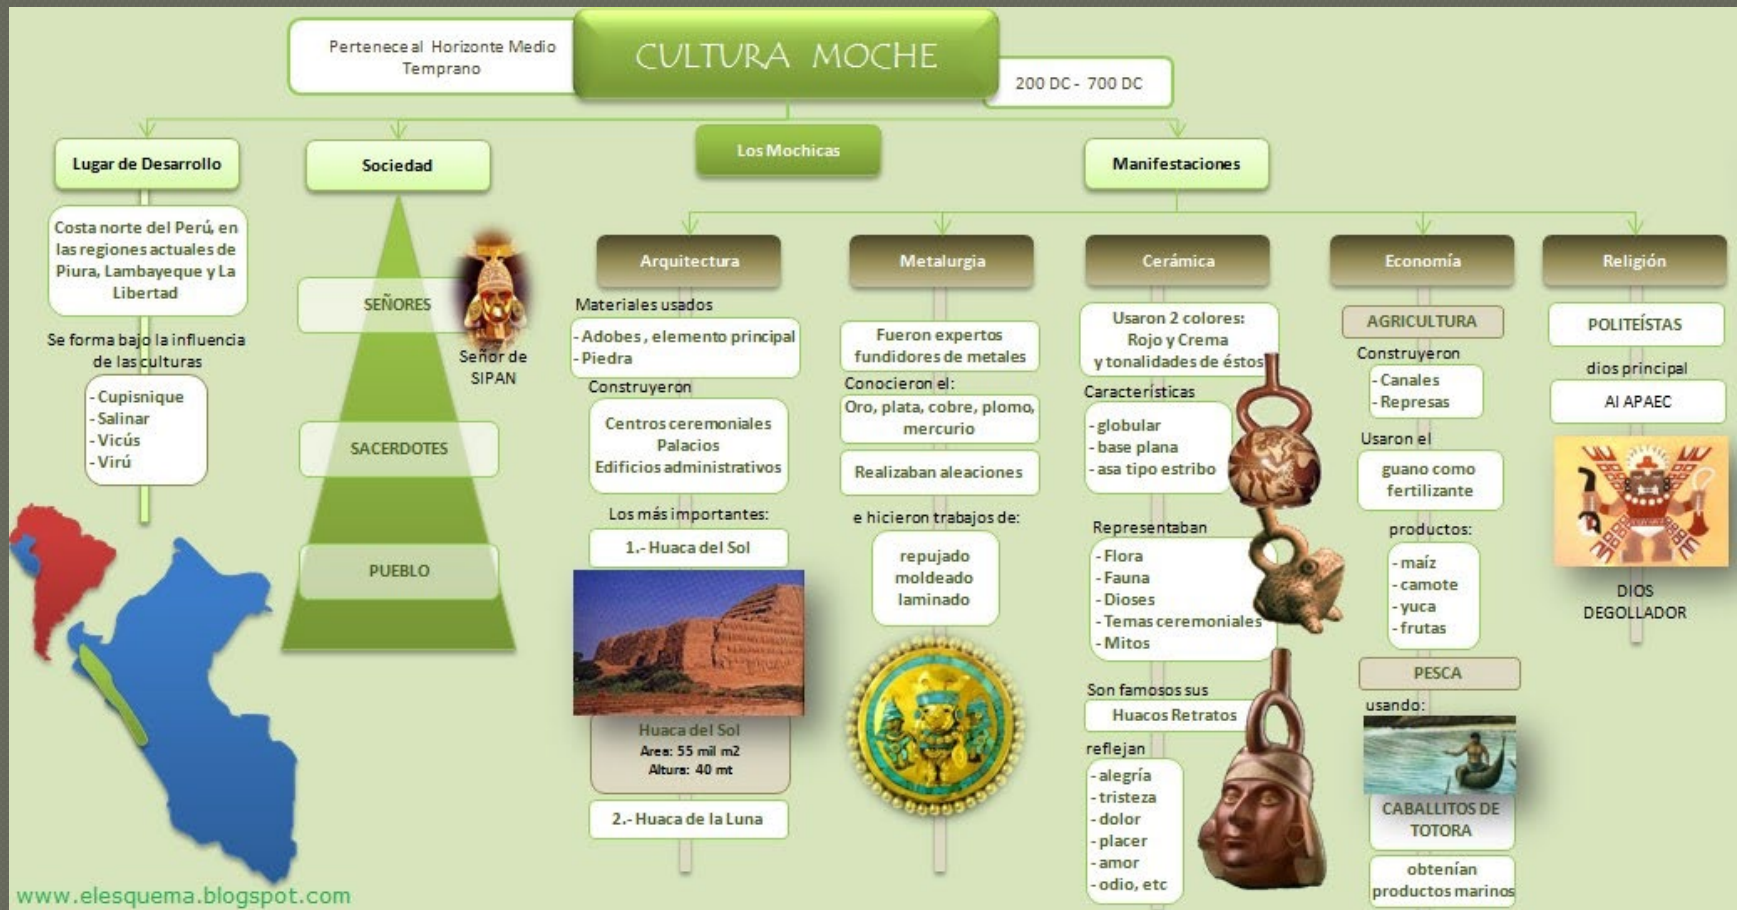 Pertenece al Horizonte Medio
Temprano
CULTURA MOCHE
200 DC - 700 DC
Los Mochicas
Lugar de Desarrollo
Costa norte del Perú, en
las regiones actuales de
Piura, Lambayeque y La
Libertad
Se forma bajo la influencia
de las culturas
- Cupisnique
- Salinar
- Vicús
- Virú
Sociedad
SEÑORES
Señor de
SIPAN
SACERDOTES
PUEBLO
Manifestaciones
Arquitectura
Materiales usados
- Adobes , elemento principal
- Piedra
Construyeron
Centros ceremoniales
Palacios
Edificios administrativos
Los más importantes:
1.- Huaca del Sol
Huaca del Sol
Area: 55 mil m2
Altura: 40 mt
2.- Huaca de la Luna
Metalurgia
Fueron expertos
fundidores de metales
Conocieron el:
Oro, plata, cobre, plomo,
mercurio
Realizaban aleaciones
e hicieron trabajos de:
repujado
moldeado
laminado
Cerámica
Usaron 2 colores:
Rojo y Crema
y tonalidades de éstos
Características
- globular
- base plana
- asa tipo estribo
Representaban
- Flora
- Fauna
- Dioses
- Temas ceremoniales
- Mitos
Son famosos sus
Huacos Retratos
reflejan
- alegría
- tristeza
- dolor
- placer
- amor
- odio, etc
Economía
AGRICULTURA
Construyeron
- Canales
- Represas
Usaron el
guano como
fertilizante
productos:
- maíz
- camote
- yuca
- frutas
PESCA
usando:
CABALLITOS DE
TOTORA
obtenían
productos marinos
Religión
POLITEÍSTAS
dios principal
AI APAEC
DIOS
DEGOLLADOR
www.elesquema.blogspot.com